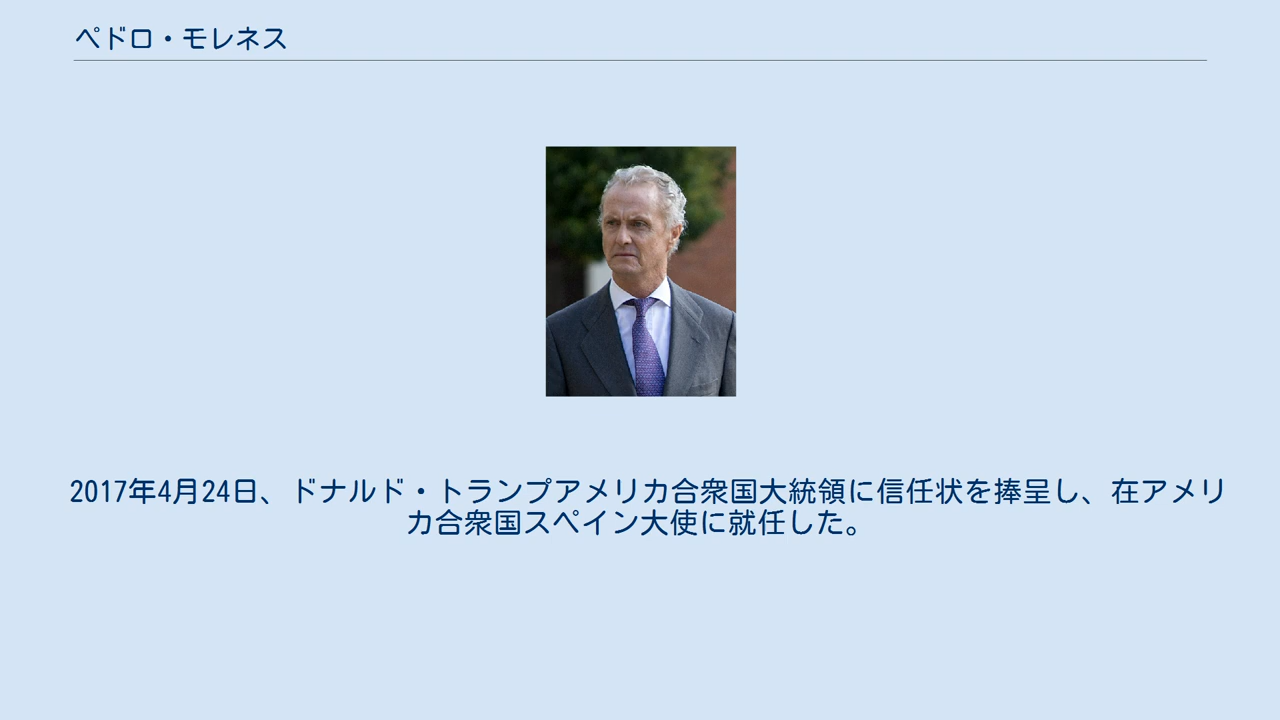 ペドロ・モレネス
2017年4月24日、ドナルド・トランプアメリカ合衆国大統領に信任状を捧呈し、在アメリ
カ合衆国スペイン大使に就任した。